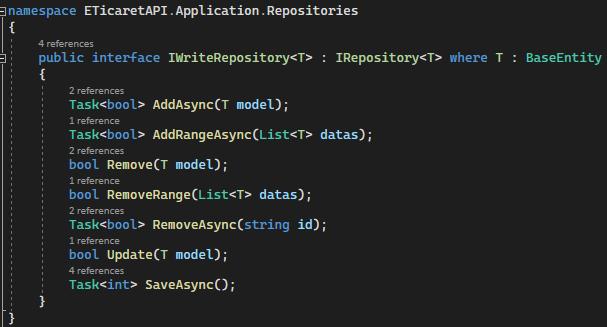 namespace ETicaretAPI.Application.Repositories
{
4 references
public interface IWriteRepository<T> : IRepository<T> where T : BaseEntity
{
2 references
Task<bool> AddAsync(T model);
1 reference
Task<bool> AddRangeAsync(List<T> datas);
2 references
bool Remove(T model);
1 reference
bool RemoveRange(List<T> datas);
2 references
Task<bool> RemoveAsync(string id);
1 reference
bool Update(T model);
4 references
Task<int> SaveAsync();
}
}